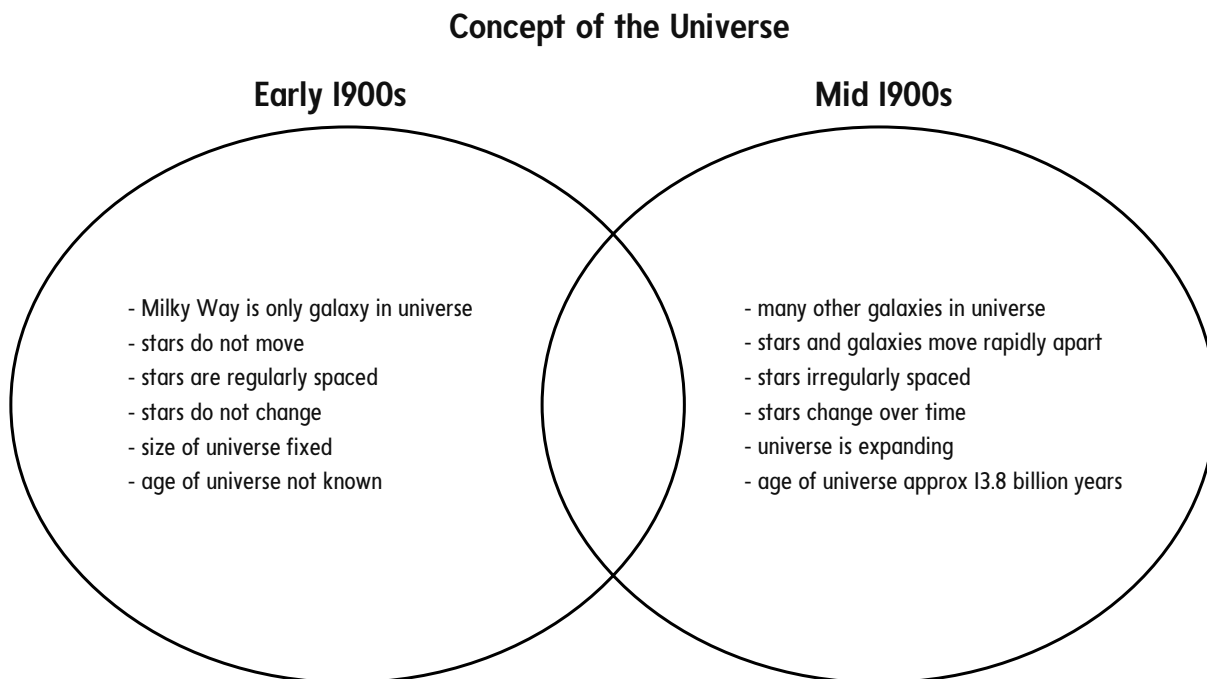 Concept of the Universe
Early 1900s
Mid 1900s
- Milky Way is only galaxy in universe
- stars do not move
- stars are regularly spaced
- stars do not change
- size of universe fixed
- age of universe not known
- many other galaxies in universe
- stars and galaxies move rapidly apart
- stars irregularly spaced
- stars change over time
- universe is expanding
- age of universe approx 13.8 billion years